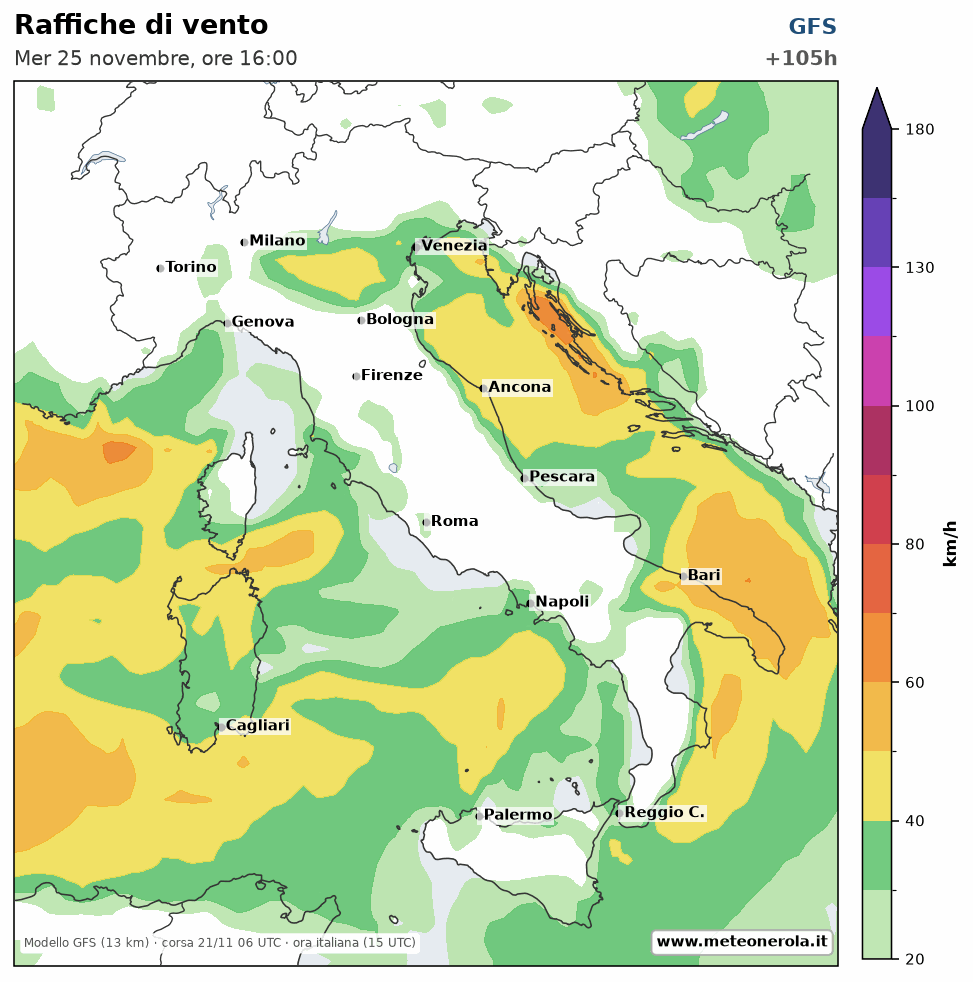 Raffiche di vento
GFS
Mer 25 novembre, ore 16:00
+105h
180
130
100
80
60
40
20
km/h
Milano
Venezia
Torino
Genova
Bologna
Firenze
Ancona
Pescara
Roma
Bari
Napoli
Cagliari
Palermo
Reggio C.
Modello GFS (13 km) · corsa 21/11 06 UTC · ora italiana (15 UTC)
www.meteonerola.it